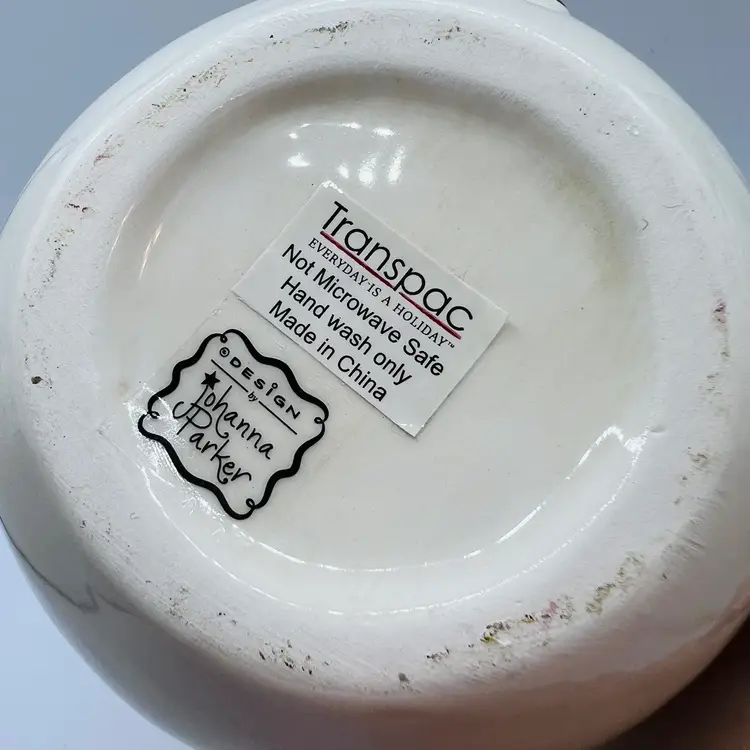 Transpac
EVERYDAY IS A HOLIDAY™
Not Microwave Safe
Hand wash only
Made in China
© DESIGN
by
Johanna
Parker